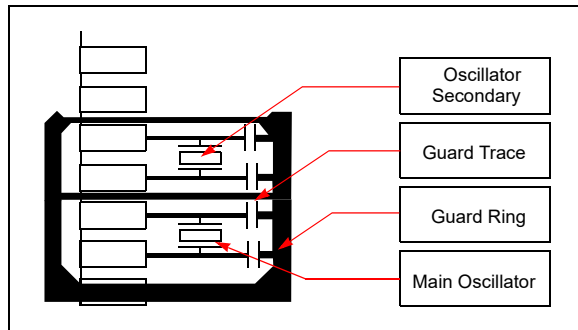 Oscillator
Secondary
Guard Trace
Guard Ring
Main Oscillator